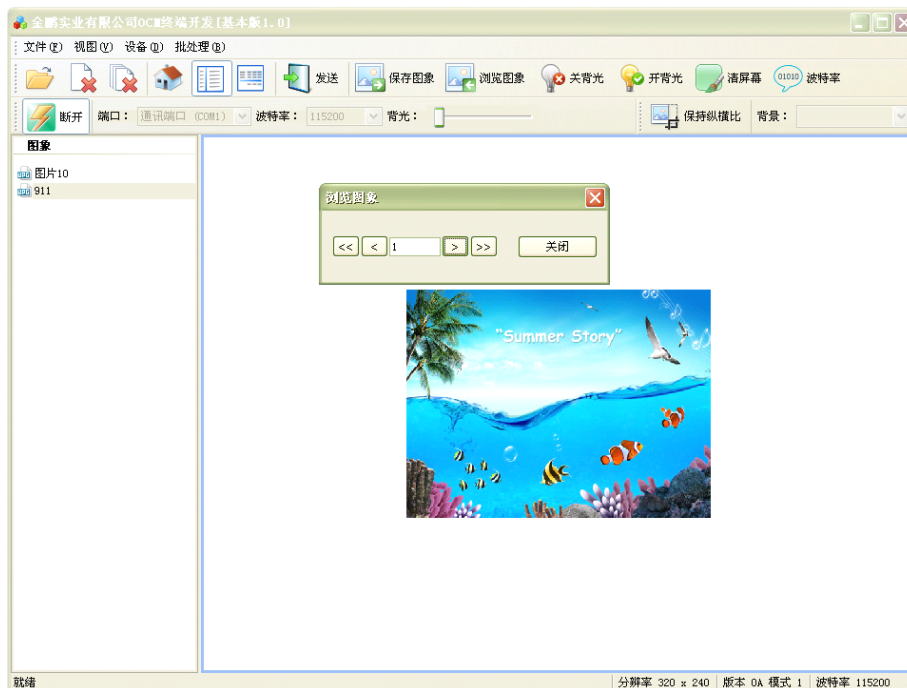 全鹏实业有限公司OCM终端开发[基本版1.0]
文件(F) 视图(V) 设备(D) 批处理(B)
发送 保存图象 浏览图象 关背光 开背光 清屏幕 01010 波特率
断开 端口： 通讯端口 (COM1) 波特率： 115200 背光： 保持纵横比 背景：
图象
图片10
911
浏览图象
<< < 1 > >> 关闭
"Summer Story"
就绪 分辨率 320 x 240 版本 0A 模式 1 波特率 115200